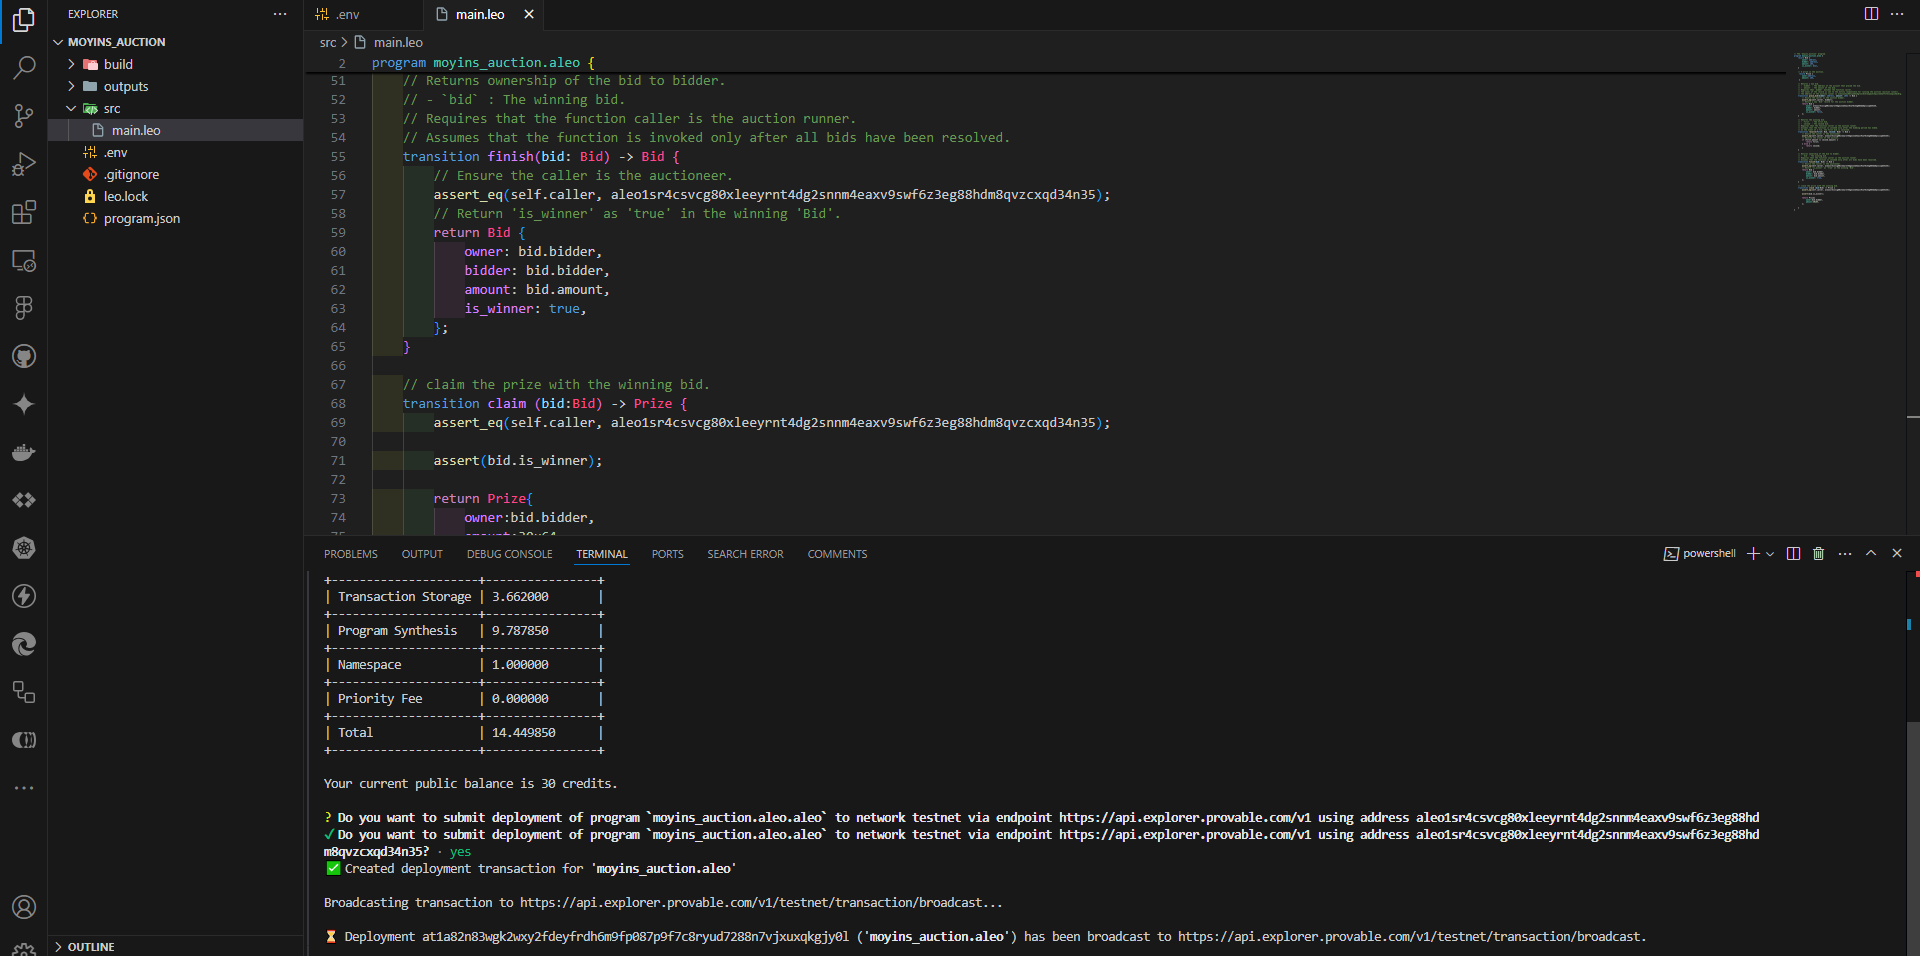 EXPLORER
MOYINS_AUCTION
build
outputs
src
main.leo
.env
.gitignore
leo.lock
program.json
OUTLINE
.env
main.leo
src > main.leo
2 program moyins_auction.aleo {
51 // Returns ownership of the bid to bidder.
52 // - `bid` : The winning bid.
53 // Requires that the function caller is the auction runner.
54 // Assumes that the function is invoked only after all bids have been resolved.
55 transition finish(bid: Bid) -> Bid {
56 // Ensure the caller is the auctioneer.
57 assert_eq(self.caller, aleo1sr4csvcg80xleeyrnt4dg2snnm4eaxv9swf6z3eg88hdm8qvzcxqd34n35);
58 // Return 'is_winner' as 'true' in the winning 'Bid'.
59 return Bid {
60 owner: bid.bidder,
61 bidder: bid.bidder,
62 amount: bid.amount,
63 is_winner: true,
64 };
65 }
66
67 // claim the prize with the winning bid.
68 transition claim (bid:Bid) -> Prize {
69 assert_eq(self.caller, aleo1sr4csvcg80xleeyrnt4dg2snnm4eaxv9swf6z3eg88hdm8qvzcxqd34n35);
70
71 assert(bid.is_winner);
72
73 return Prize{
74 owner:bid.bidder,
PROBLEMS OUTPUT DEBUG CONSOLE TERMINAL PORTS SEARCH ERROR COMMENTS
powershell
+---------------------+----------------+
| Transaction Storage | 3.662000 |
+---------------------+----------------+
| Program Synthesis | 9.787850 |
+---------------------+----------------+
| Namespace | 1.000000 |
+---------------------+----------------+
| Priority Fee | 0.000000 |
+---------------------+----------------+
| Total | 14.449850 |
+---------------------+----------------+
Your current public balance is 30 credits.
? Do you want to submit deployment of program `moyins_auction.aleo.aleo` to network testnet via endpoint https://api.explorer.provable.com/v1 using address aleo1sr4csvcg80xleeyrnt4dg2snnm4eaxv9swf6z3eg88hd
✓ Do you want to submit deployment of program `moyins_auction.aleo.aleo` to network testnet via endpoint https://api.explorer.provable.com/v1 using address aleo1sr4csvcg80xleeyrnt4dg2snnm4eaxv9swf6z3eg88hd
m8qvzcxqd34n35? · yes
✅ Created deployment transaction for 'moyins_auction.aleo'
Broadcasting transaction to https://api.explorer.provable.com/v1/testnet/transaction/broadcast...
⌛ Deployment at1a82n83wgk2wxy2fdeyfrdh6m9fp087p9f7c8ryud7288n7vjxuxqkgjy0l ('moyins_auction.aleo') has been broadcast to https://api.explorer.provable.com/v1/testnet/transaction/broadcast.